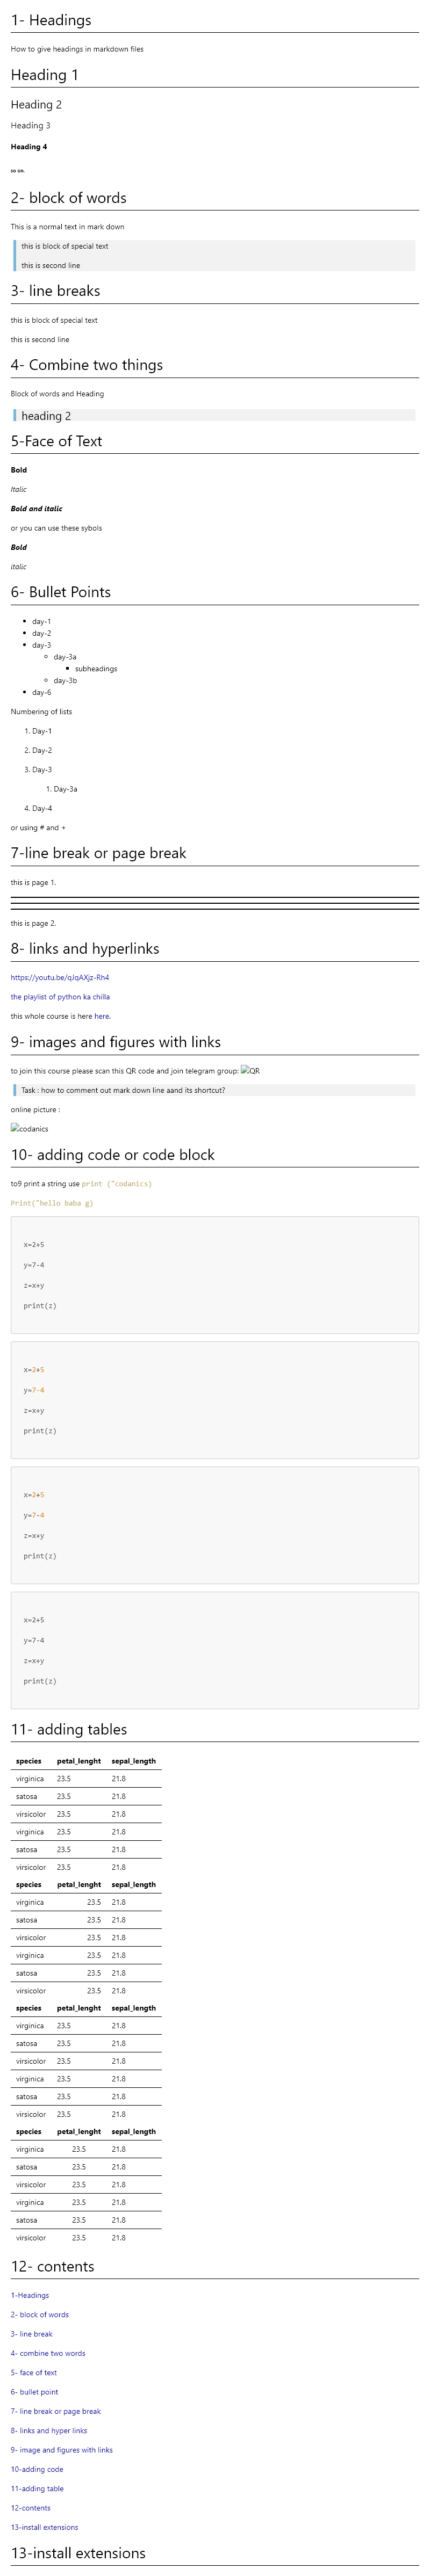 1- Headings
How to give headings in markdown files
Heading 1
Heading 2
Heading 3
Heading 4
so on.
2- block of words
This is a normal text in mark down
this is block of special text
this is second line
3- line breaks
this is block of special text
this is second line
4- Combine two things
Block of words and Heading
heading 2
5-Face of Text
Bold
Italic
Bold and italic
or you can use these sybols
Bold
italic
6- Bullet Points
• day-1
• day-2
• day-3
◦ day-3a
▪ subheadings
◦ day-3b
• day-6
Numbering of lists
1. Day-1
2. Day-2
3. Day-3
1. Day-3a
4. Day-4
or using # and +
7-line break or page break
this is page 1.
this is page 2.
8- links and hyperlinks
https://youtu.be/qJqAXjz-Rh4
the playlist of python ka chilla
this whole course is here here.
9- images and figures with links
to join this course please scan this QR code and join telegram group: QR
Task : how to comment out mark down line aand its shortcut?
online picture :
codanics
10- adding code or code block
to9 print a string use print ("codanics)
Print("hello baba g)
x=2+5
y=7-4
z=x+y
print(z)
x=2+5
y=7-4
z=x+y
print(z)
x=2+5
y=7-4
z=x+y
print(z)
x=2+5
y=7-4
z=x+y
print(z)
11- adding tables
species petal_lenght sepal_length
virginica 23.5 21.8
satosa 23.5 21.8
virsicolor 23.5 21.8
virginica 23.5 21.8
satosa 23.5 21.8
virsicolor 23.5 21.8
species petal_lenght sepal_length
virginica 23.5 21.8
satosa 23.5 21.8
virsicolor 23.5 21.8
virginica 23.5 21.8
satosa 23.5 21.8
virsicolor 23.5 21.8
species petal_lenght sepal_length
virginica 23.5 21.8
satosa 23.5 21.8
virsicolor 23.5 21.8
virginica 23.5 21.8
satosa 23.5 21.8
virsicolor 23.5 21.8
species petal_lenght sepal_length
virginica 23.5 21.8
satosa 23.5 21.8
virsicolor 23.5 21.8
virginica 23.5 21.8
satosa 23.5 21.8
virsicolor 23.5 21.8
12- contents
1-Headings
2- block of words
3- line break
4- combine two words
5- face of text
6- bullet point
7- line break or page break
8- links and hyper links
9- image and figures with links
10-adding code
11-adding table
12-contents
13-install extensions
13-install extensions